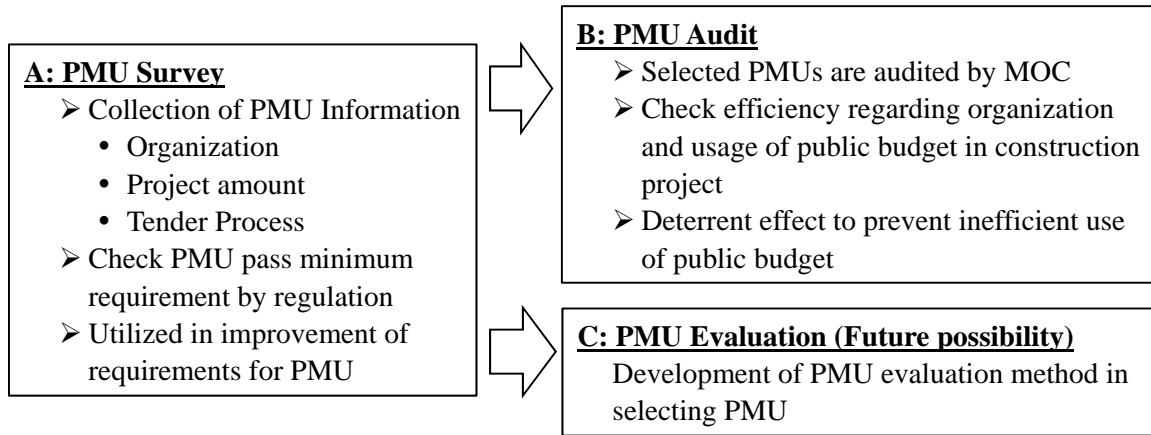 A: PMU Survey
➢ Collection of PMU Information
• Organization
• Project amount
• Tender Process
➢ Check PMU pass minimum
requirement by regulation
➢ Utilized in improvement of
requirements for PMU
B: PMU Audit
➢ Selected PMUs are audited by MOC
➢ Check efficiency regarding organization
and usage of public budget in construction
project
➢ Deterrent effect to prevent inefficient use
of public budget
C: PMU Evaluation (Future possibility)
Development of PMU evaluation method in
selecting PMU